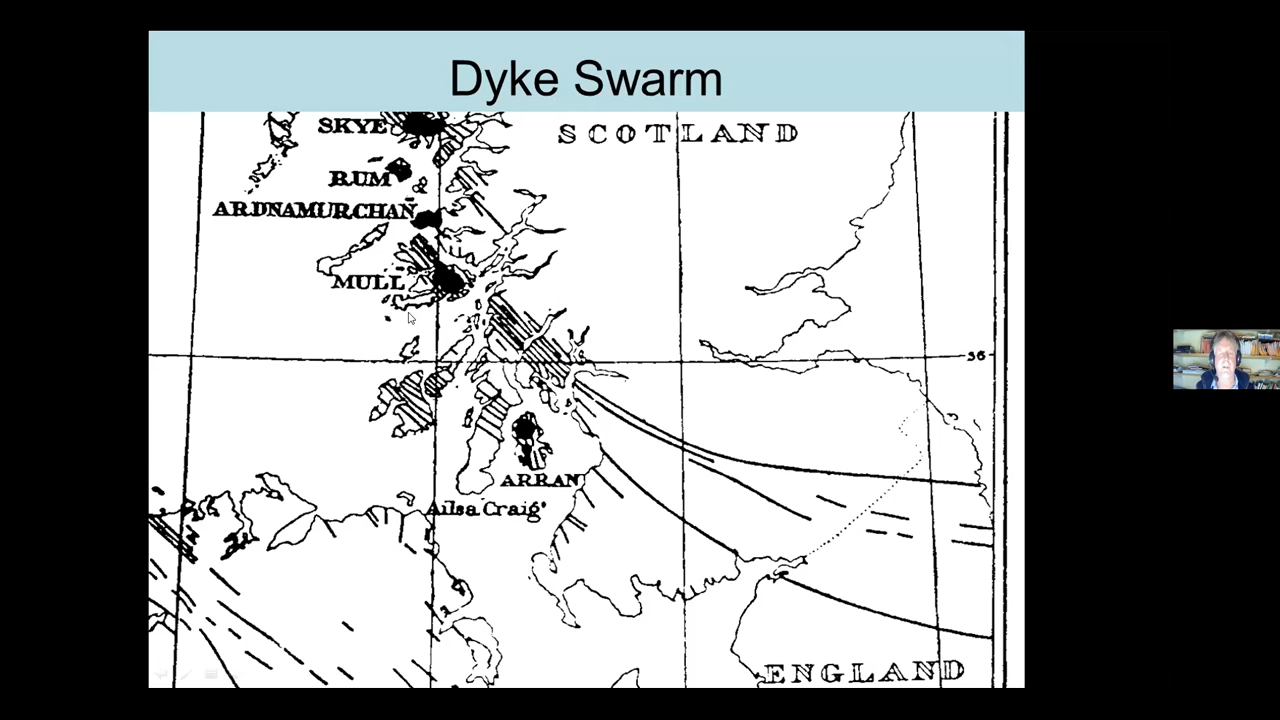 Dyke Swarm
SKYE
SCOTLAND
RUM
ARDNAMURCHAN
MULL
56
ARRAN
Ailsa Craig
ENGLAND